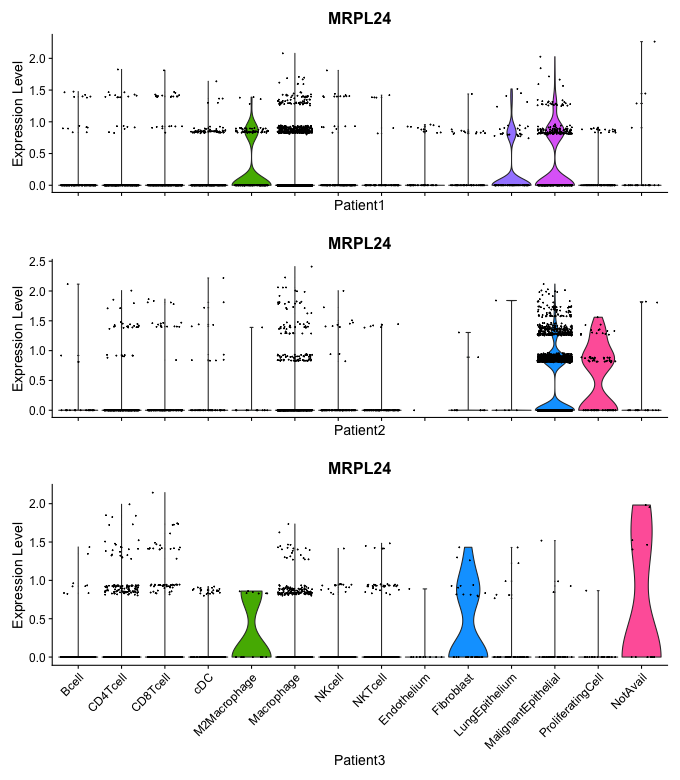 MRPL24
Expression Level
2.0
1.5
1.0
0.5
0.0
Patient1
MRPL24
Expression Level
2.5
2.0
1.5
1.0
0.5
0.0
Patient2
MRPL24
Expression Level
2.0
1.5
1.0
0.5
0.0
Bcell
CD4Tcell
CD8Tcell
cDC
M2Macrophage
Macrophage
NKcell
NKTcell
Endothelium
Fibroblast
LungEpithelium
MalignantEpithelial
ProliferatingCell
NotAvail
Patient3